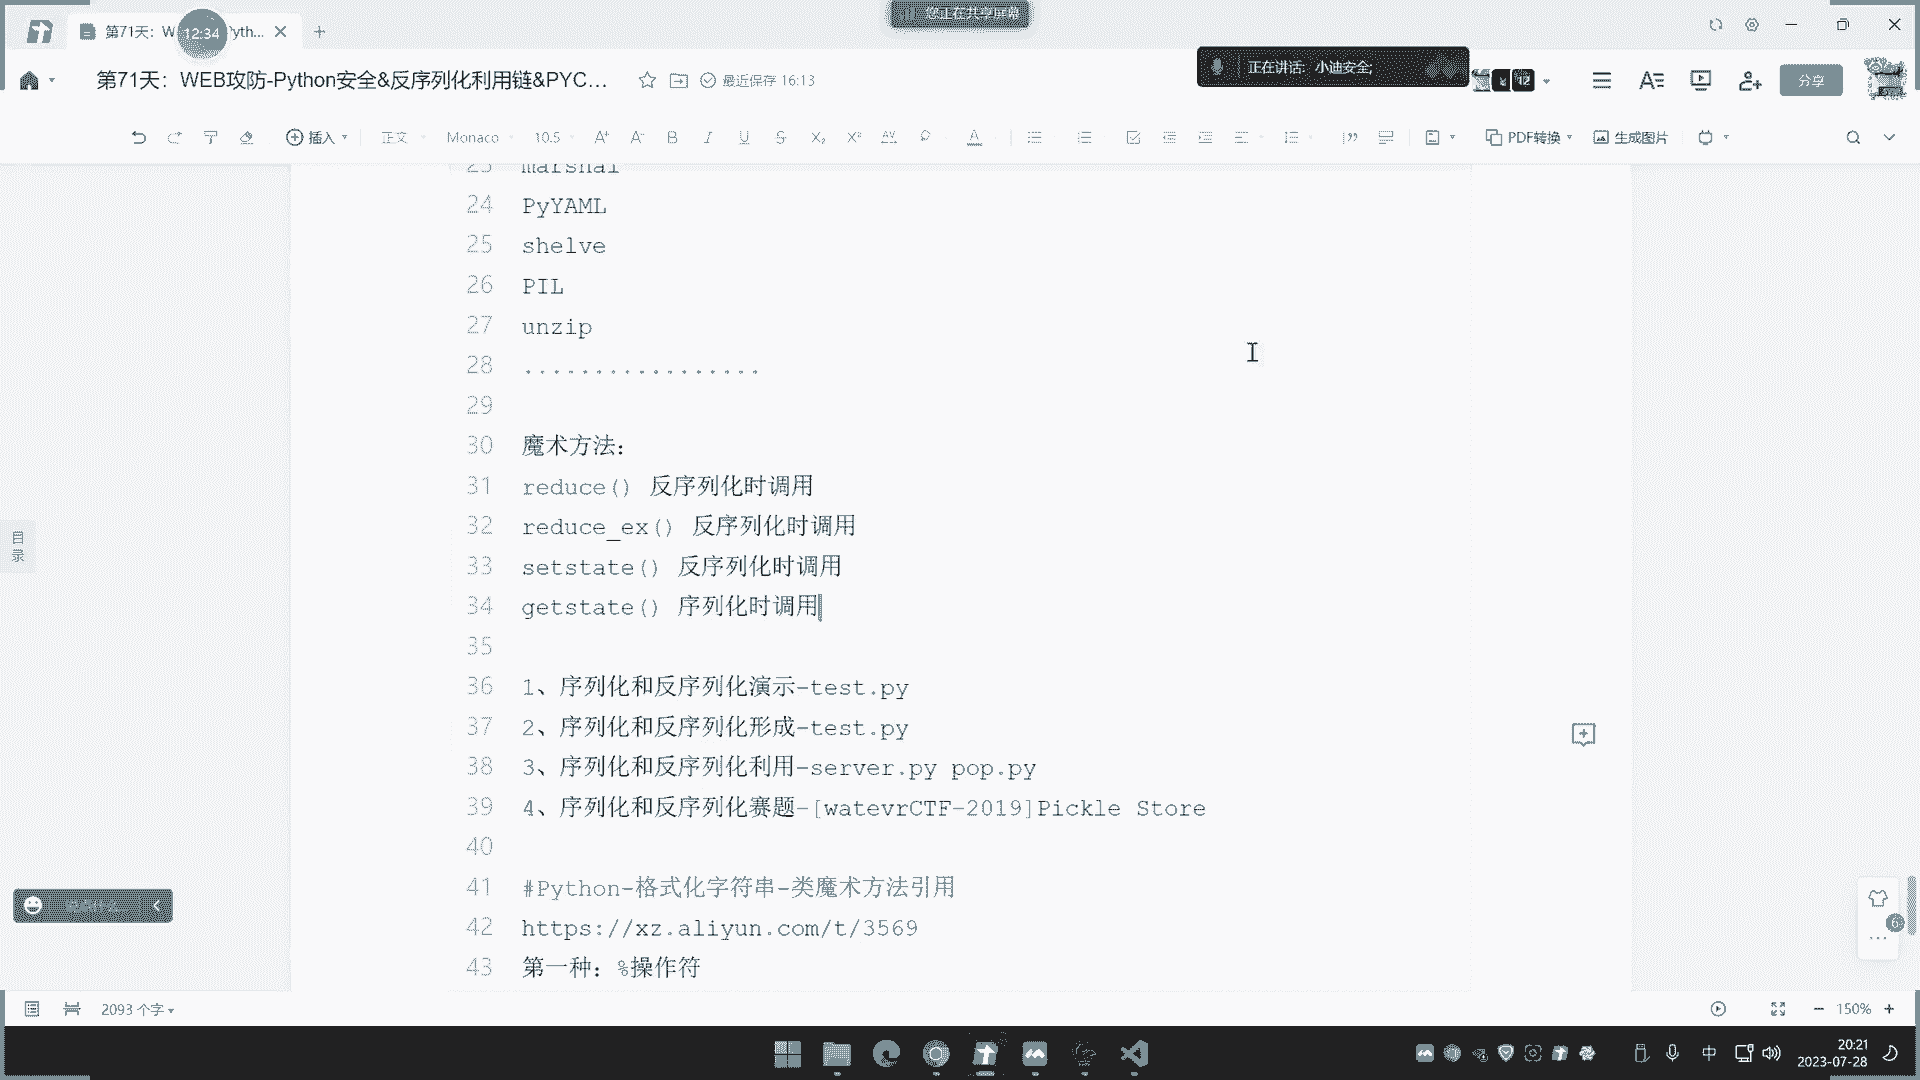 您正在共享屏幕
第71天：W
12:34
yth...
第71天：WEB攻防-Python安全&反序列化利用链&PYC...
最近保存 16:13
正在讲话: 小迪安全;
分享
插入
正文
Monaco
10.5
PDF转换
生成图片
23 marshal
24 PyYAML
25 shelve
26 PIL
27 unzip
28 .................
29
30 魔术方法:
31 reduce() 反序列化时调用
32 reduce_ex() 反序列化时调用
33 setstate() 反序列化时调用
34 getstate() 序列化时调用
35
36 1、序列化和反序列化演示-test.py
37 2、序列化和反序列化形成-test.py
38 3、序列化和反序列化利用-server.py pop.py
39 4、序列化和反序列化赛题-[watevrCTF-2019]Pickle Store
40
41 #Python-格式化字符串-类魔术方法引用
42 https://xz.aliyun.com/t/3569
43 第一种: %操作符
目录
6
2093 个字
150%
中
20:21
2023-07-28